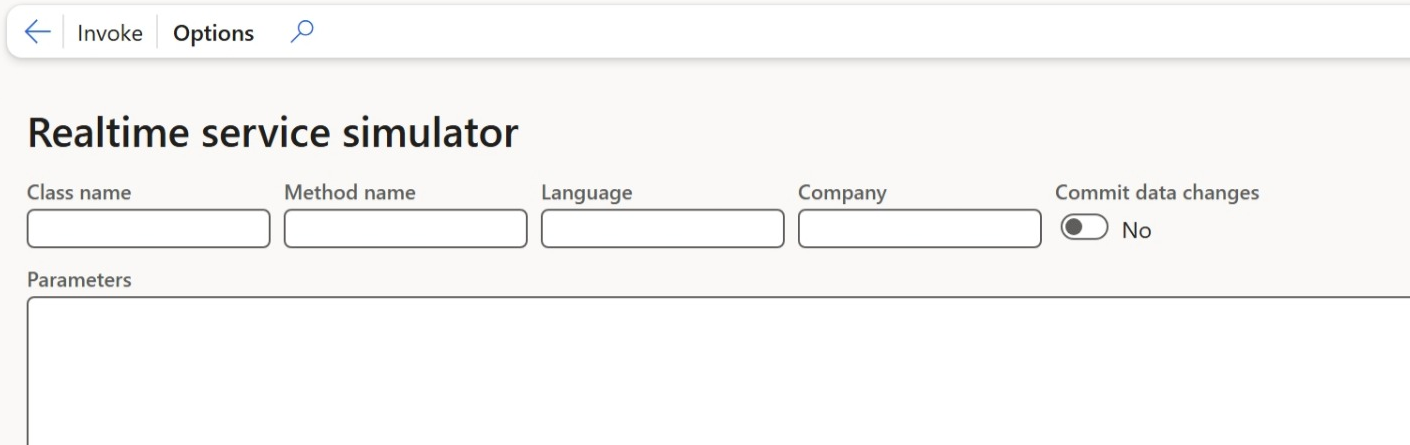 Invoke Options
Realtime service simulator
Class name Method name Language Company Commit data changes
No
Parameters